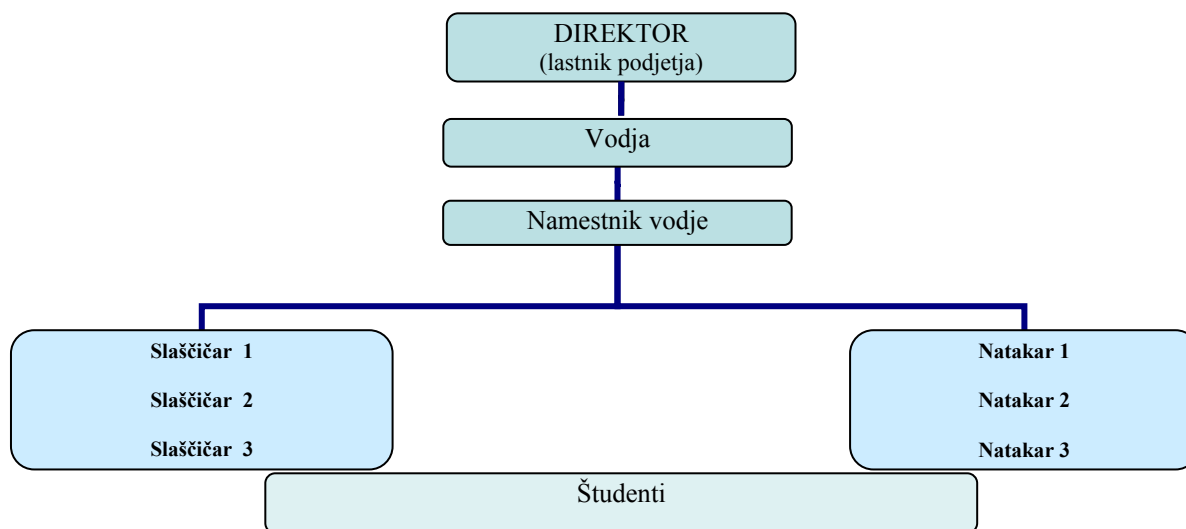 DIREKTOR
(lastnik podjetja)
Vodja
Namestnik vodje
Slaščičar 1
Slaščičar 2
Slaščičar 3
Natakar 1
Natakar 2
Natakar 3
Študenti